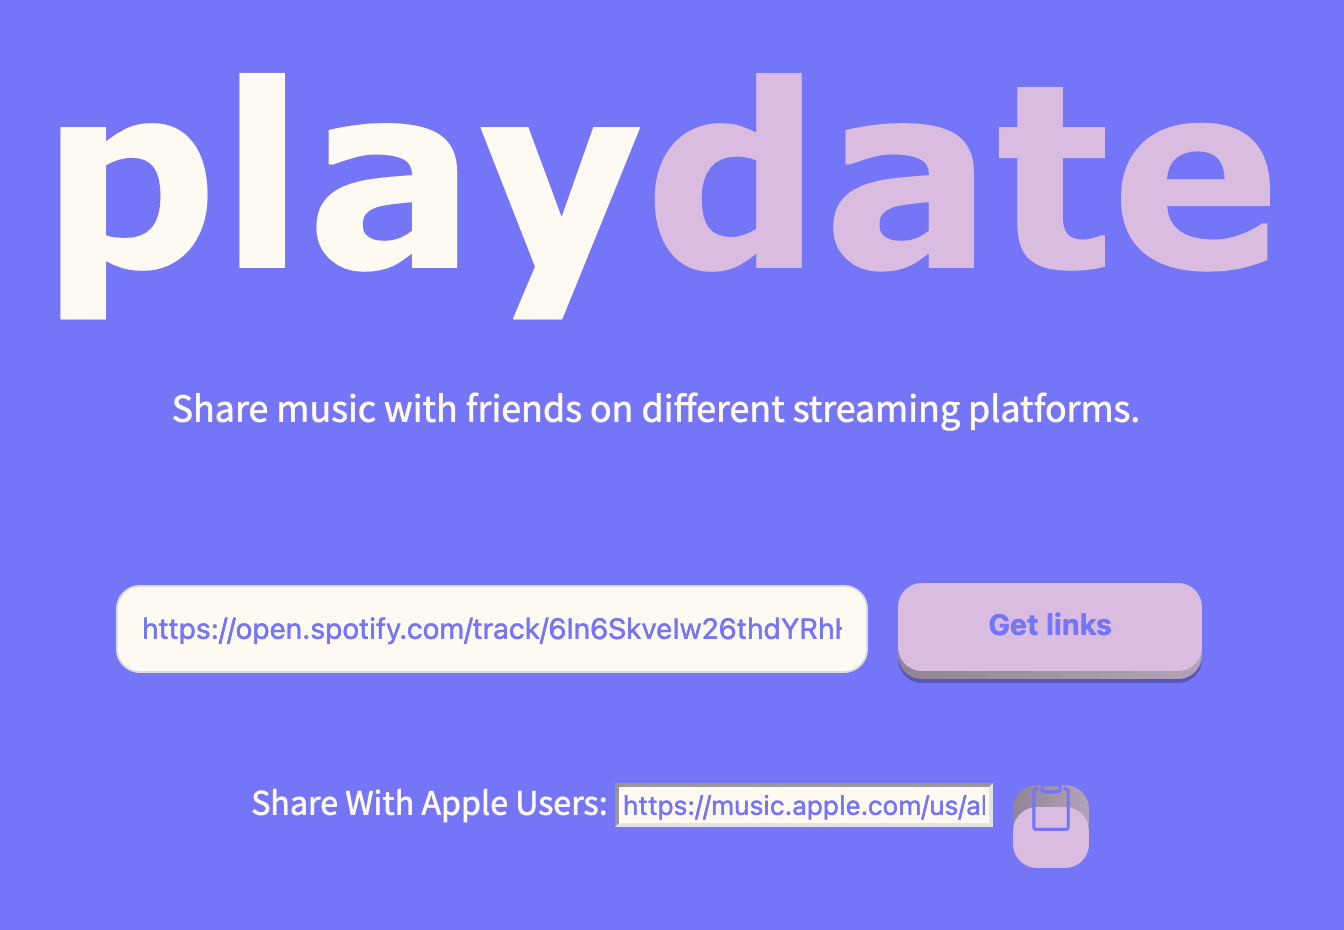 playdate
Share music with friends on different streaming platforms.
https://open.spotify.com/track/6In6SkveIw26thdYRh
Get links
Share With Apple Users: https://music.apple.com/us/al